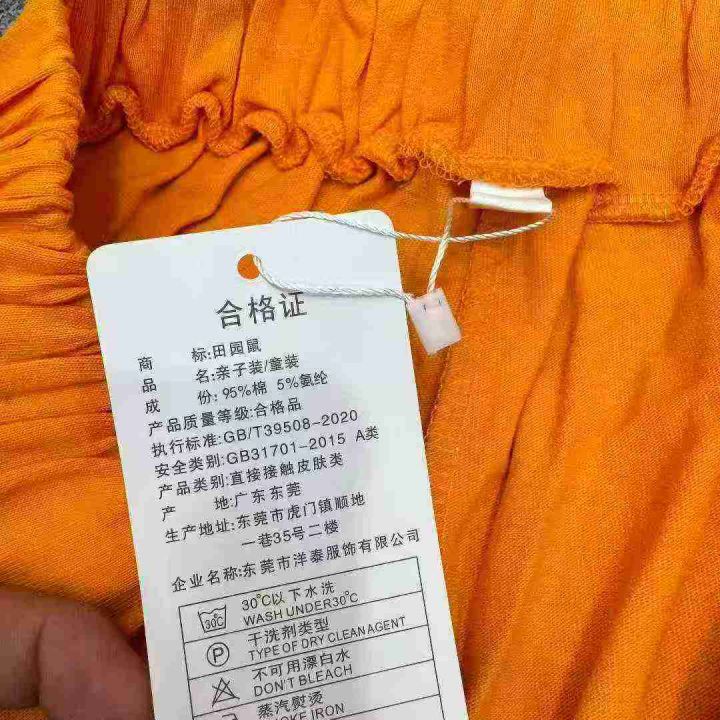 合格证
商 标:田园鼠
品 名:亲子装/童装
成 份:95%棉 5%氨纶
产品质量等级:合格品
执行标准:GB/T39508-2020
安全类别:GB31701-2015 A类
产品类别:直接接触皮肤类
产 地:广东东莞
生产地址:东莞市虎门镇顺地
一巷35号二楼
企业名称:东莞市洋泰服饰有限公司
30℃ 30℃以下水洗
WASH UNDER30℃
P 干洗剂类型
TYPE OF DRY CLEAN AGENT
不可用漂白水
DON'T BLEACH
蒸汽熨烫